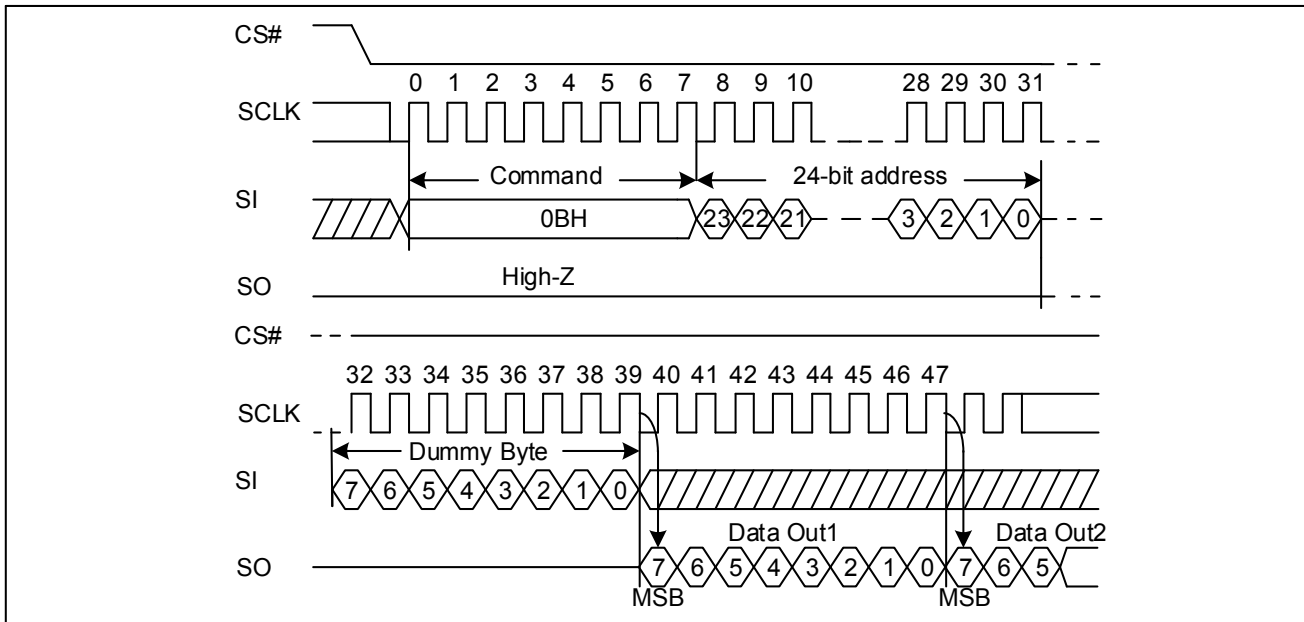 CS#
0 1 2 3 4 5 6 7 8 9 10 28 29 30 31
SCLK
Command 24-bit address
SI
0BH 23 22 21 3 2 1 0
High-Z
SO
CS#
32 33 34 35 36 37 38 39 40 41 42 43 44 45 46 47
SCLK
Dummy Byte
SI
7 6 5 4 3 2 1 0
Data Out1 Data Out2
SO
7 6 5 4 3 2 1 0 7 6 5
MSB MSB